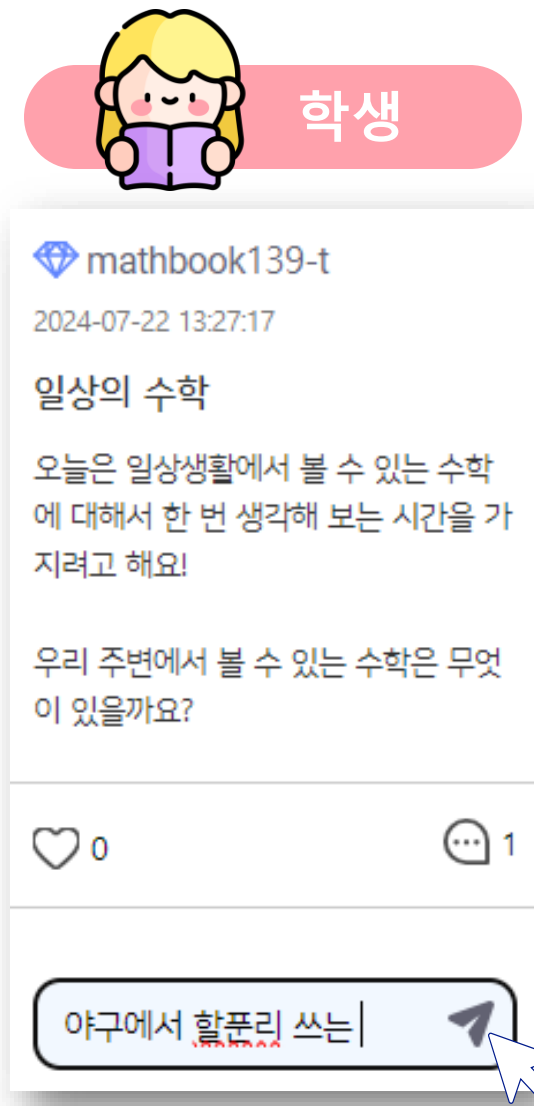 학생
mathbook139-t
2024-07-22 13:27:17
일상의 수학
오늘은 일상생활에서 볼 수 있는 수학
에 대해서 한 번 생각해 보는 시간을 가
지려고 해요!
우리 주변에서 볼 수 있는 수학은 무엇
이 있을까요?
0
1
야구에서 할푼리 쓰는